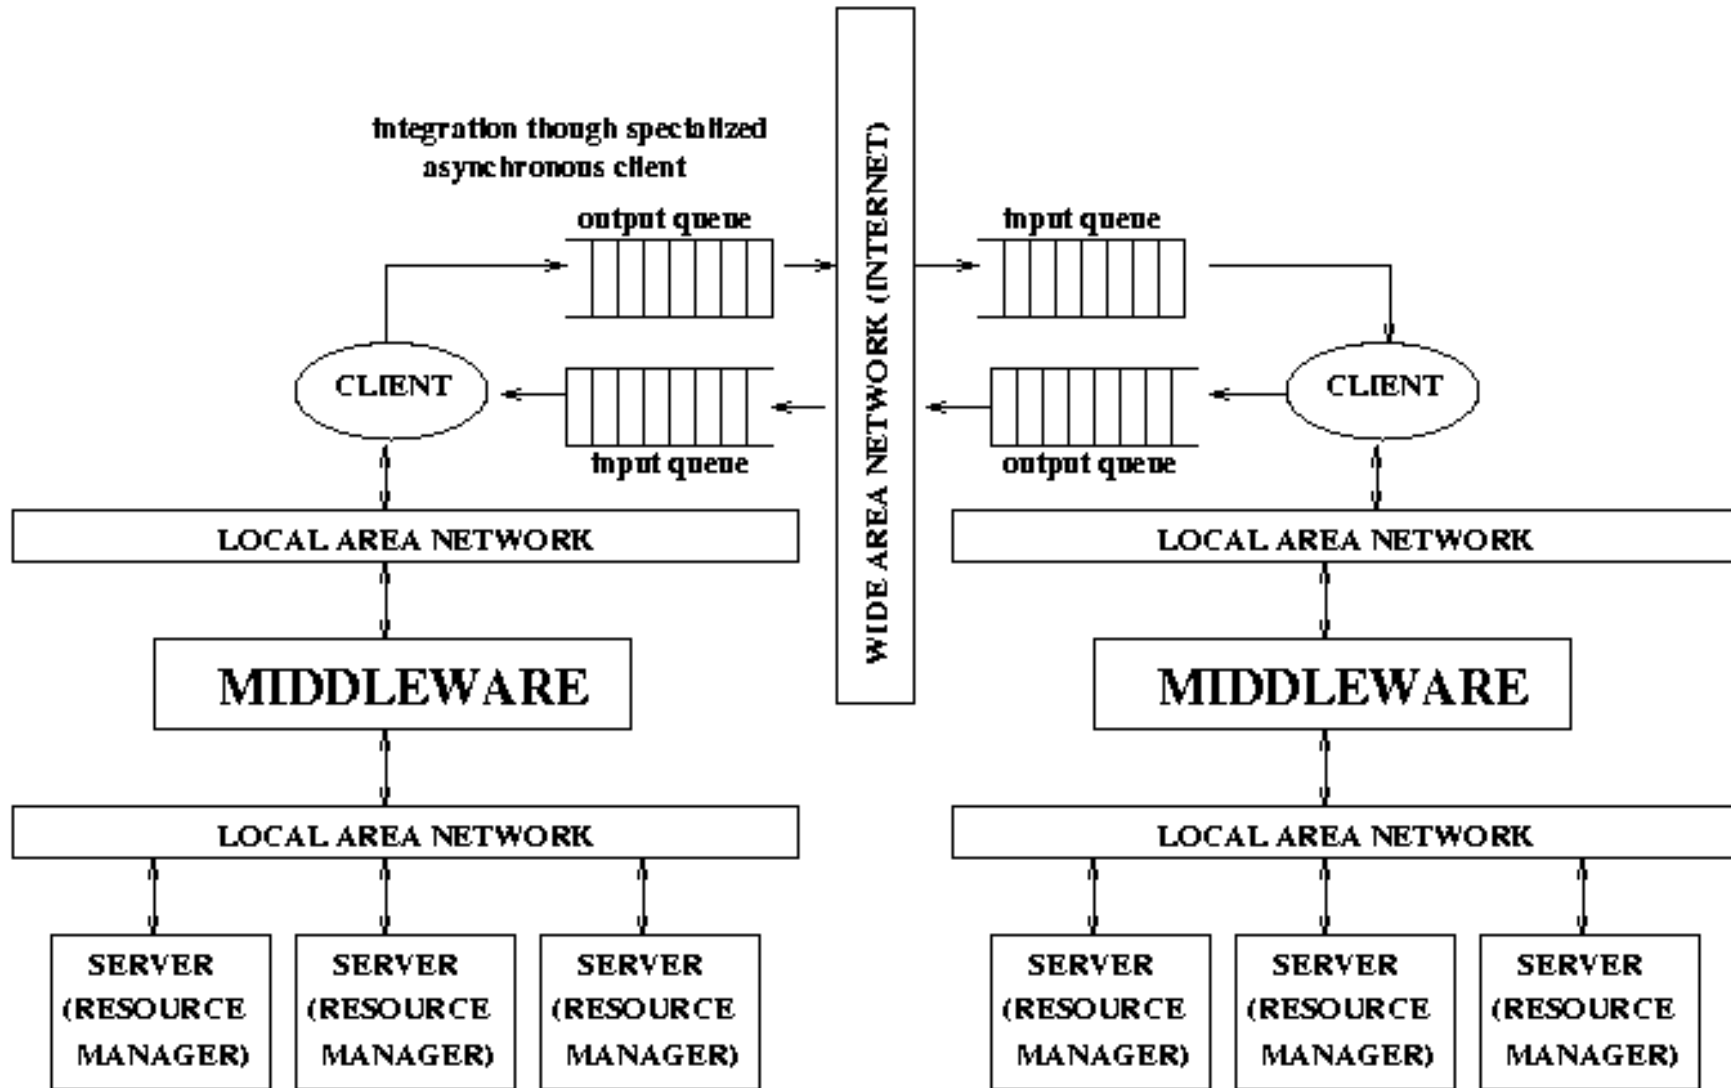 integration though specialized
asynchronous client
output queue
input queue
WIDE AREA NETWORK (INTERNET)
CLIENT
CLIENT
input queue
output queue
LOCAL AREA NETWORK
LOCAL AREA NETWORK
MIDDLEWARE
MIDDLEWARE
LOCAL AREA NETWORK
LOCAL AREA NETWORK
SERVER
(RESOURCE
MANAGER)
SERVER
(RESOURCE
MANAGER)
SERVER
(RESOURCE
MANAGER)
SERVER
(RESOURCE
MANAGER)
SERVER
(RESOURCE
MANAGER)
SERVER
(RESOURCE
MANAGER)